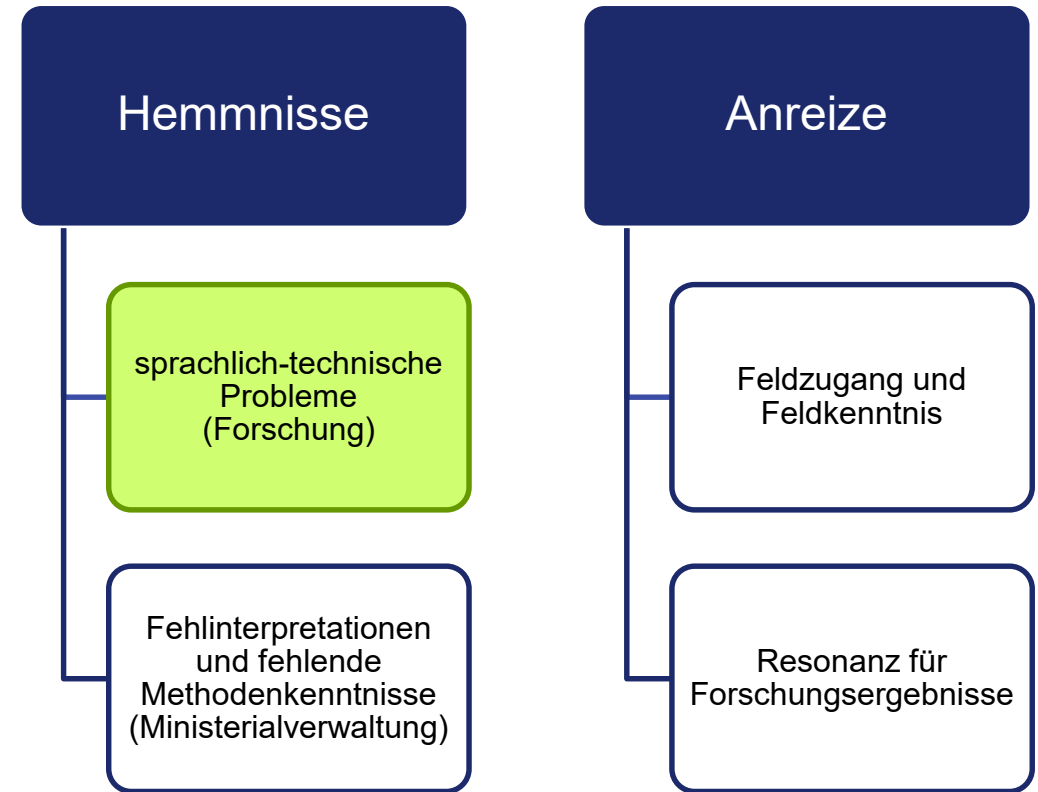 Hemmnisse
sprachlich-technische
Probleme
(Forschung)
Fehlinterpretationen
und fehlende
Methodenkenntnisse
(Ministerialverwaltung)
Anreize
Feldzugang und
Feldkenntnis
Resonanz für
Forschungsergebnisse